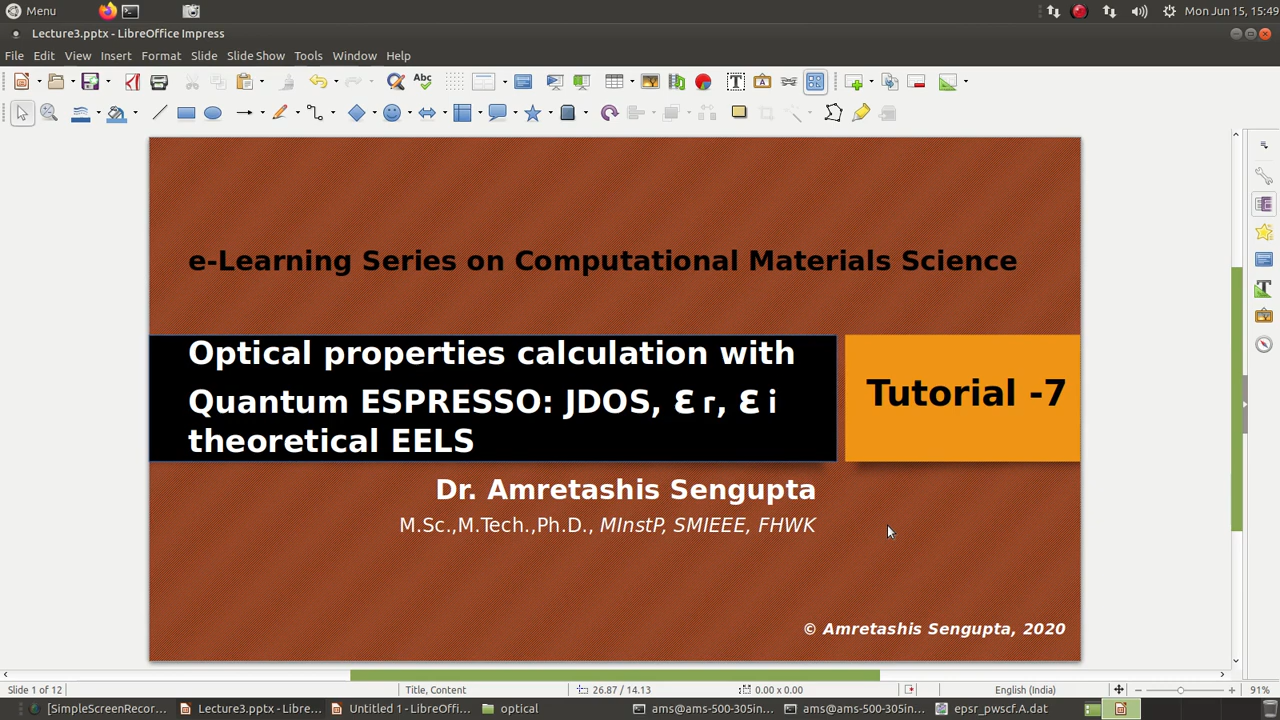 Menu
Mon Jun 15, 15:49
Lecture3.pptx - LibreOffice Impress
File Edit View Insert Format Slide Slide Show Tools Window Help
Abc
e-Learning Series on Computational Materials Science
Optical properties calculation with
Quantum ESPRESSO: JDOS, ε r, ε i
theoretical EELS
Tutorial -7
Dr. Amretashis Sengupta
M.Sc.,M.Tech.,Ph.D., MInstP, SMIEEE, FHWK
© Amretashis Sengupta, 2020
Slide 1 of 12 Title, Content 26.87 / 14.13 0.00 x 0.00 English (India) 91%
[SimpleScreenRecor... Lecture3.pptx - Libre... Untitled 1 - LibreOffi... optical ams@ams-500-305in... ams@ams-500-305in... epsr_pwscf.A.dat